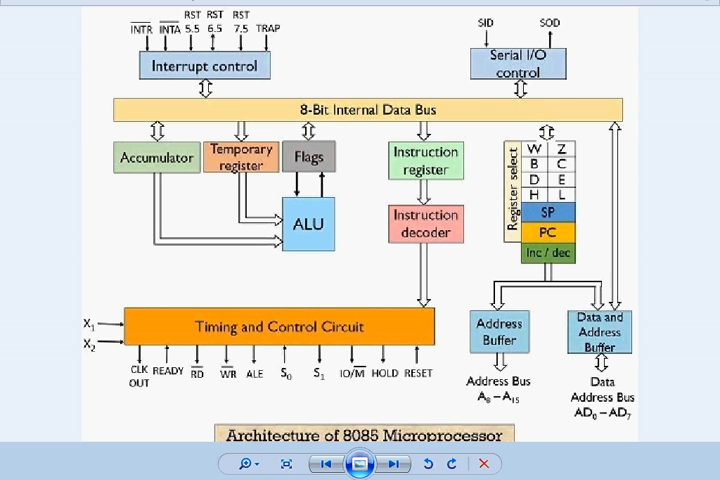 RST RST RST
INTR INTA 5.5 6.5 7.5 TRAP
SID SOD
Interrupt control
Serial I/O
control
8-Bit Internal Data Bus
Accumulator
Temporary
register
Flags
ALU
Instruction
register
Instruction
decoder
Register select
W Z
B C
D E
H L
SP
PC
Inc / dec
X1
X2
Timing and Control Circuit
CLK
OUT
READY RD WR ALE S0 S1 IO/M HOLD RESET
Address
Buffer
Data and
Address
Buffer
Address Bus
A8 – A15
Data
Address Bus
AD0 – AD7
Architecture of 8085 Microprocessor